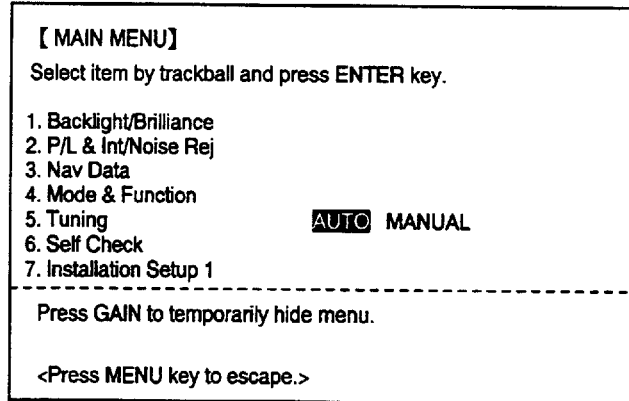 【 MAIN MENU】
Select item by trackball and press ENTER key.
1. Backlight/Brilliance
2. P/L & Int/Noise Rej
3. Nav Data
4. Mode & Function
5. Tuning AUTO MANUAL
6. Self Check
7. Installation Setup 1
Press GAIN to temporarily hide menu.
<Press MENU key to escape.>